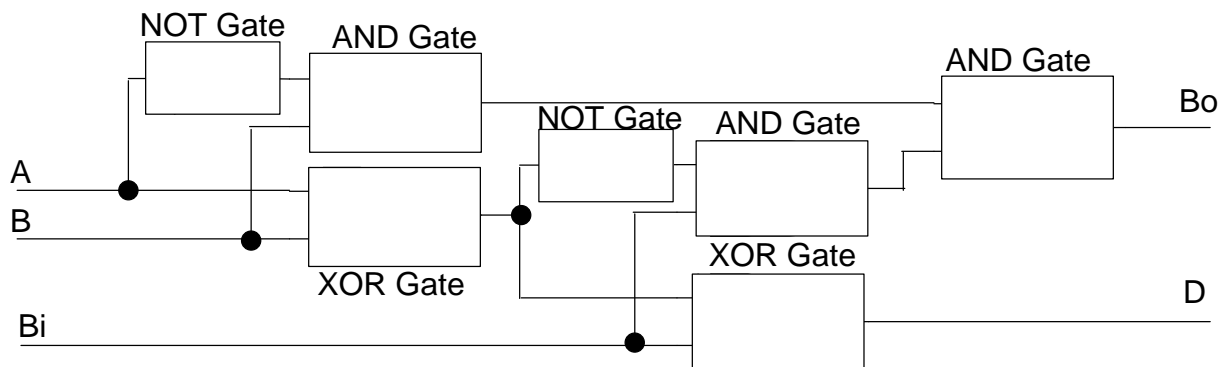 NOT Gate
AND Gate
AND Gate
Bo
NOT Gate
AND Gate
A
B
XOR Gate
XOR Gate
D
Bi